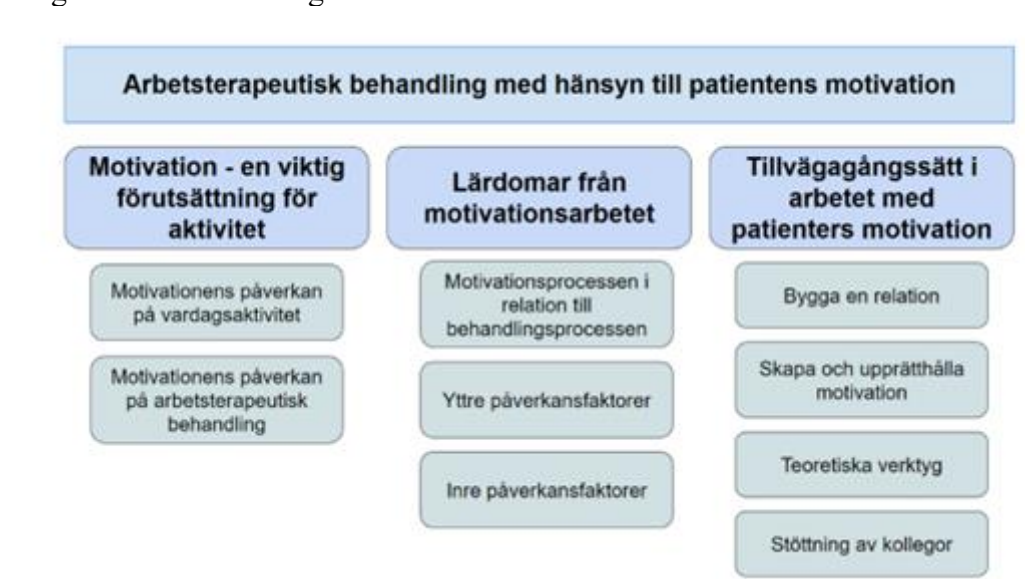 Arbetsterapeutisk behandling med hänsyn till patientens motivation
Motivation - en viktig
förutsättning för
aktivitet
Motivationens påverkan
på vardagsaktivitet
Motivationens påverkan
på arbetsterapeutisk
behandling
Lärdomar från
motivationsarbetet
Motivationsprocessen i
relation till
behandlingsprocessen
Yttre påverkansfaktorer
Inre påverkansfaktorer
Tillvägagångssätt i
arbetet med
patienters motivation
Bygga en relation
Skapa och upprätthålla
motivation
Teoretiska verktyg
Stöttning av kollegor